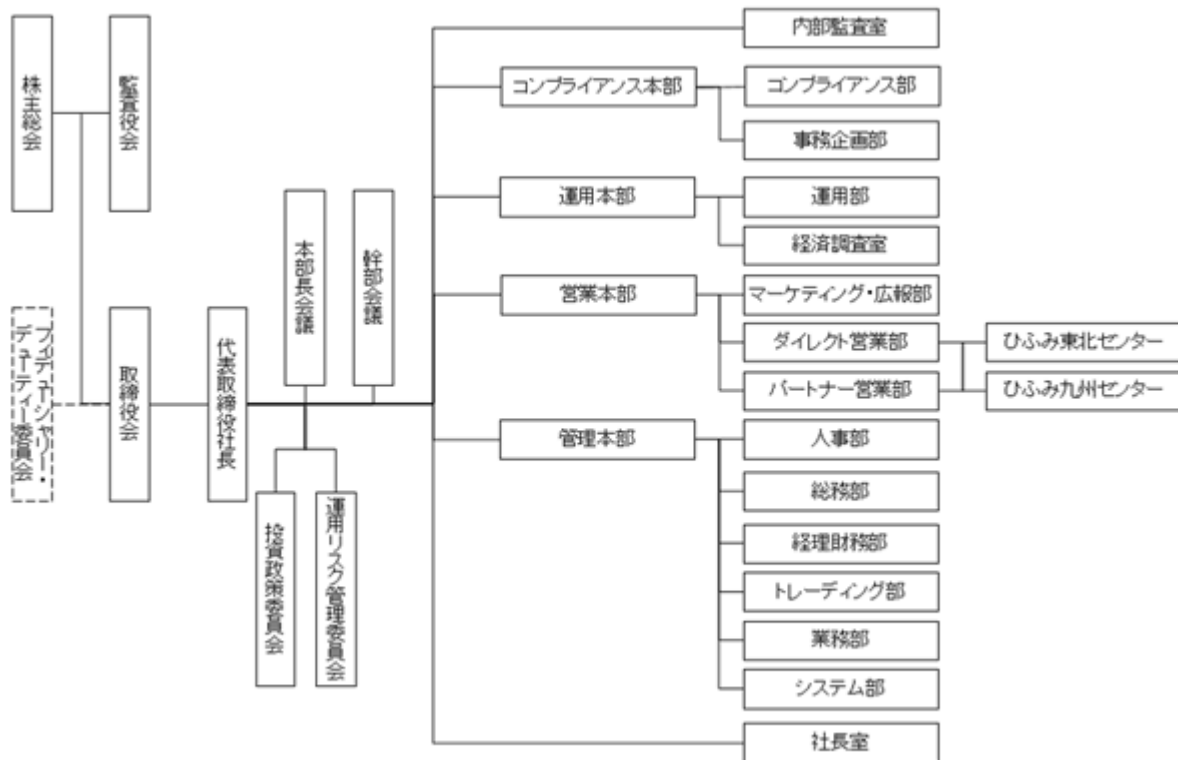 株主総会
監査役会
フィデューシャリー・
デューティー委員会
取締役会
代表取締役社長
本部長会議
幹部会議
投資政策委員会
運用リスク管理委員会
内部監査室
コンプライアンス本部
コンプライアンス部
事務企画部
運用本部
運用部
経済調査室
営業本部
マーケティング・広報部
ダイレクト営業部
ひふみ東北センター
パートナー営業部
ひふみ九州センター
管理本部
人事部
総務部
経理財務部
トレーディング部
業務部
システム部
社長室